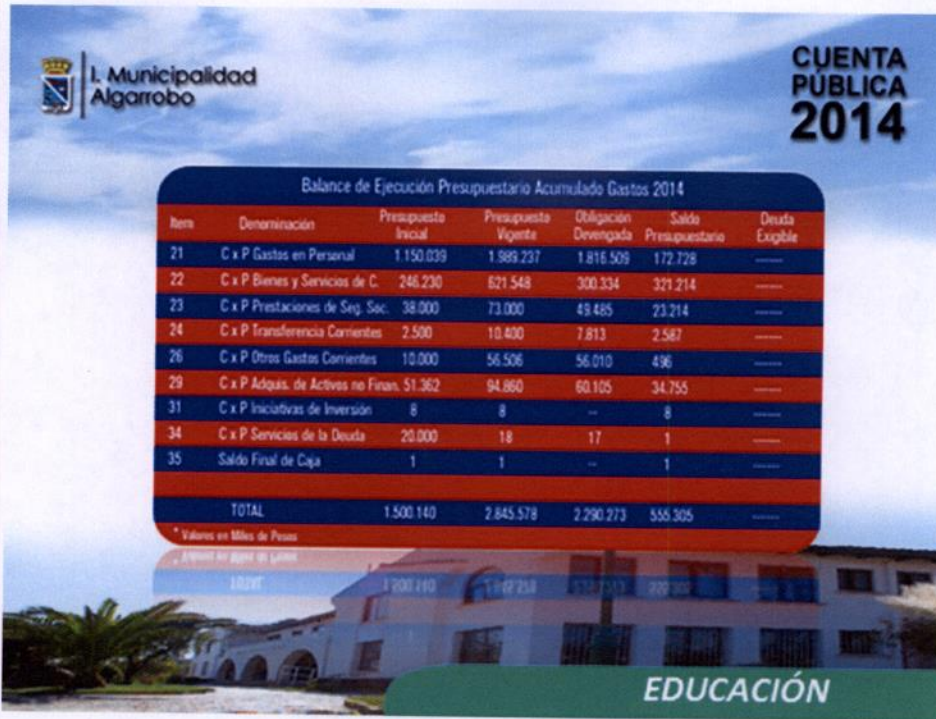 I. Municipalidad
Algarrobo
CUENTA
PÚBLICA
2014
Balance de Ejecución Presupuestario Acumulado Gastos 2014
Item Denominación Presupuesto Inicial Presupuesto Vigente Obligación Devengada Saldo Presupuestario Deuda Exigible
21 C x P Gastos en Personal 1.150.039 1.989.237 1.816.509 172.728 ------
22 C x P Bienes y Servicios de C. 246.230 621.548 300.334 321.214 ------
23 C x P Prestaciones de Seg. Soc. 38.000 73.000 49.485 23.214 ------
24 C x P Transferencia Corrientes 2.500 10.400 7.813 2.587 ------
26 C x P Otros Gastos Corrientes 10.000 56.506 56.010 496 ------
29 C x P Adquis. de Activos no Finan. 51.362 94.860 60.105 34.755 ------
31 C x P Iniciativas de Inversión 8 8 -- 8 ------
34 C x P Servicios de la Deuda 20.000 18 17 1 ------
35 Saldo Final de Caja 1 1 -- 1 ------
TOTAL 1.500.140 2.845.578 2.290.273 555.305 ------
* Valores en Miles de Pesos
EDUCACIÓN